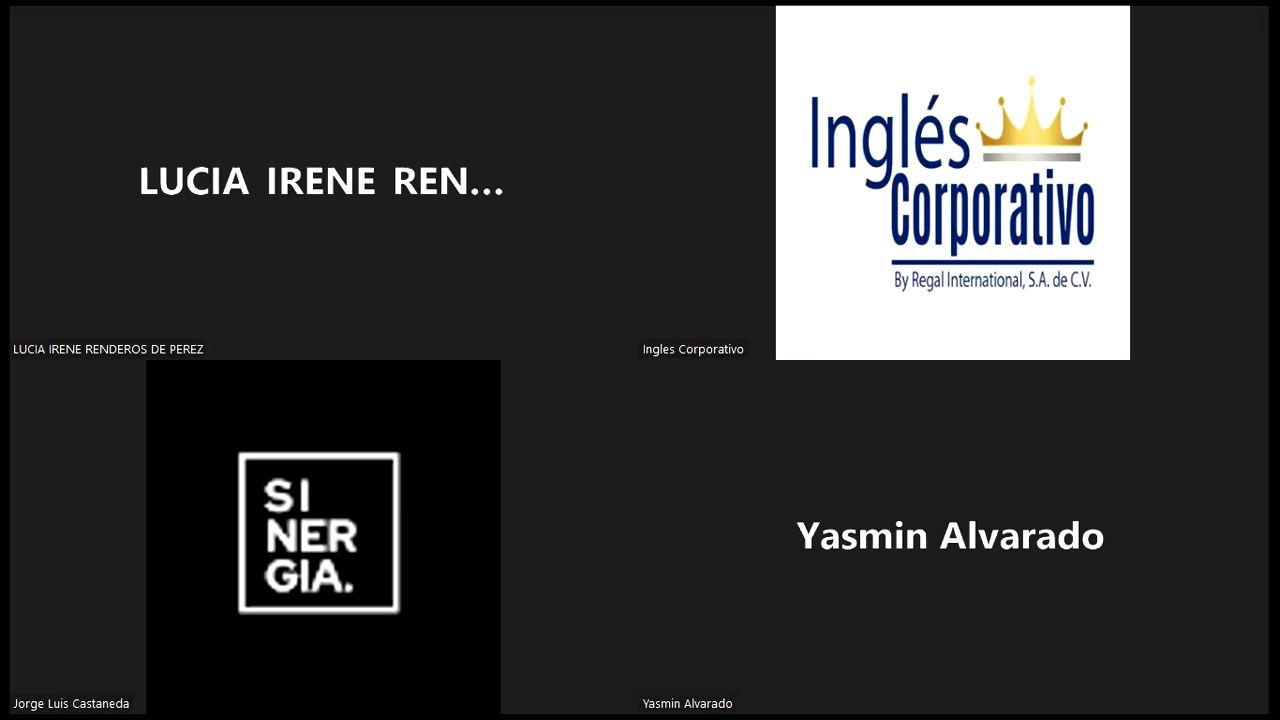 LUCIA IRENE REN...
LUCIA IRENE RENDEROS DE PEREZ
Inglés
Corporativo
By Regal International, S.A. de C.V.
Ingles Corporativo
SI
NER
GIA.
Jorge Luis Castaneda
Yasmin Alvarado
Yasmin Alvarado